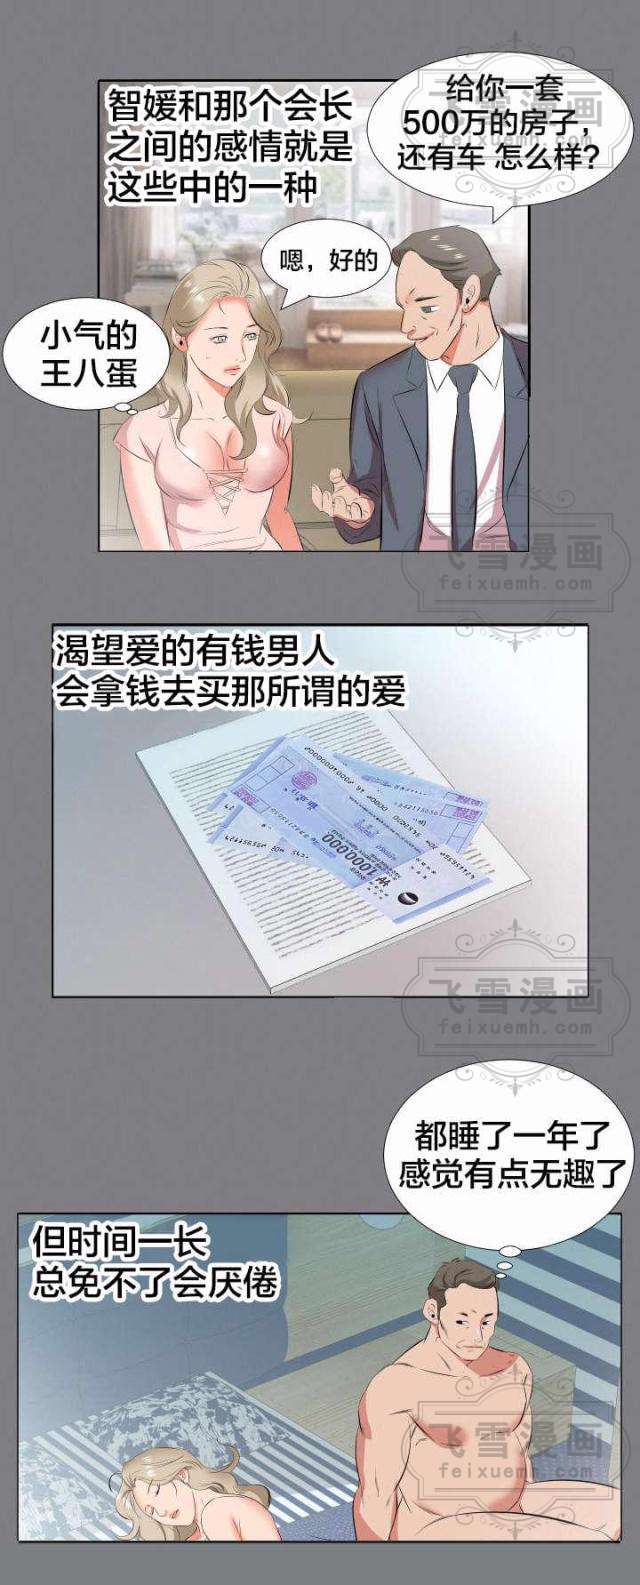 智媛和那个会长
之间的感情就是
这些中的一种
给你一套
500万的房子，
还有车 怎么样？
嗯，好的
小气的
王八蛋
飞雪漫画
feixuemh.com
渴望爱的有钱男人
会拿钱去买那所谓的爱
1000000
飞雪漫画
feixuemh.com
都睡了一年了
感觉有点无趣了
但时间一长
总免不了会厌倦
飞雪漫画
feixuemh.com